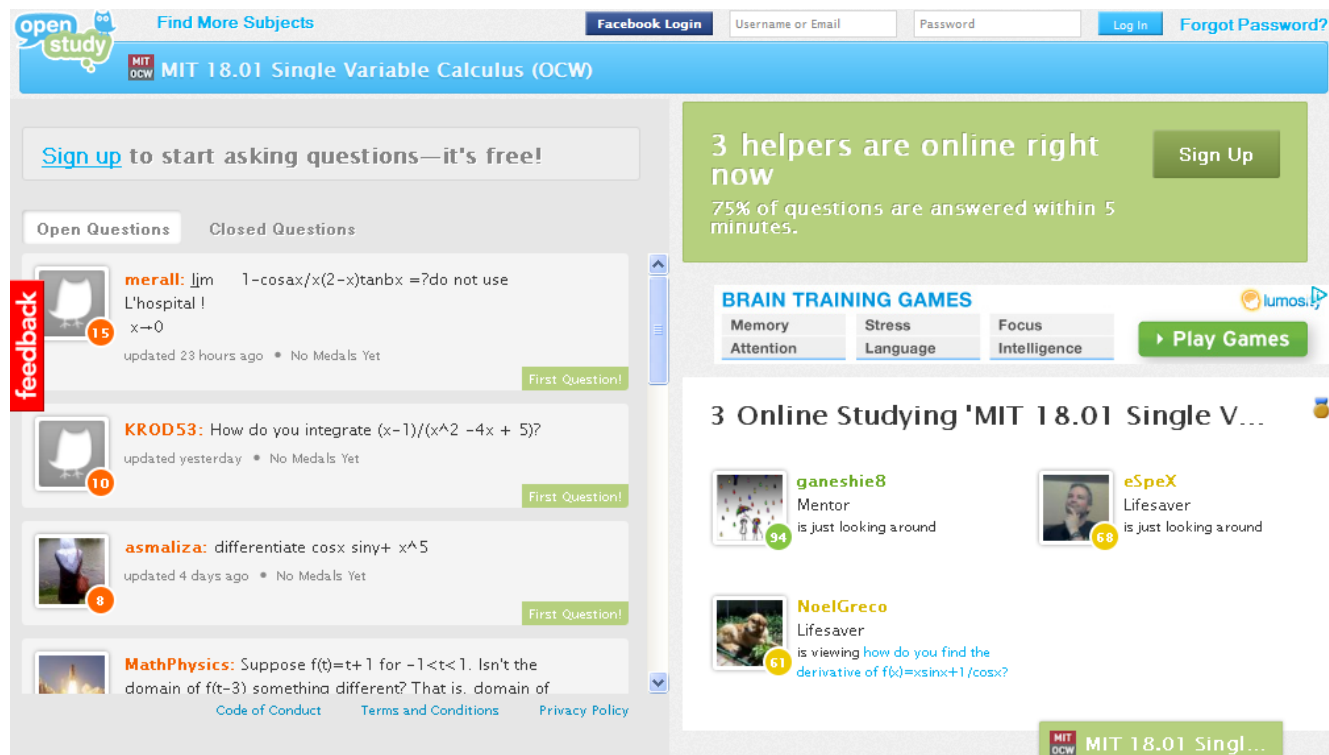 open study
Find More Subjects
Facebook Login
Username or Email
Password
Log In
Forgot Password?
MIT OCW
MIT 18.01 Single Variable Calculus (OCW)
Sign up to start asking questions—it's free!
Open Questions
Closed Questions
feedback
merall: lim 1-cosax/x(2-x)tanbx =?do not use
L'hospital !
x→0
15
updated 23 hours ago • No Medals Yet
First Question!
KROD53: How do you integrate (x-1)/(x^2 -4x + 5)?
updated yesterday • No Medals Yet
10
First Question!
asmaliza: differentiate cosx siny+ x^5
updated 4 days ago • No Medals Yet
8
First Question!
MathPhysics: Suppose f(t)=t+1 for -1<t<1. Isn't the
domain of f(t-3) something different? That is, domain of
Code of Conduct
Terms and Conditions
Privacy Policy
3 helpers are online right
now
75% of questions are answered within 5
minutes.
Sign Up
BRAIN TRAINING GAMES
Memory
Stress
Focus
Attention
Language
Intelligence
lumos
Play Games
3 Online Studying 'MIT 18.01 Single V...
ganeshie8
Mentor
is just looking around
94
eSpeX
Lifesaver
is just looking around
68
NoelGreco
Lifesaver
is viewing how do you find the
derivative of f(x)=xsinx+1/cosx?
61
MIT OCW
MIT 18.01 Singl...